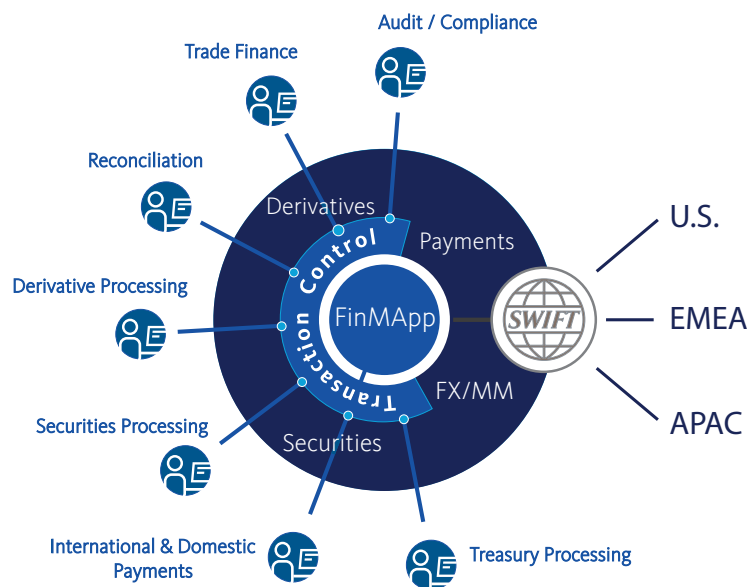 Audit / Compliance
Trade Finance
Reconciliation
Derivatives
U.S.
Payments
Derivative Processing
Transaction Control
FinMApp
SWIFT
EMEA
FX/MM
Securities Processing
Securities
APAC
International & Domestic
Payments
Treasury Processing